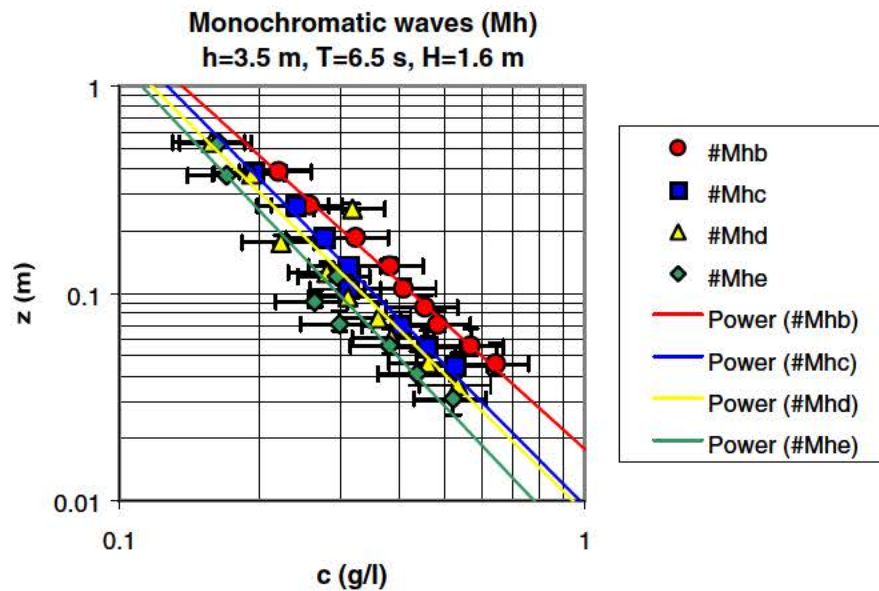 Monochromatic waves (Mh)
h=3.5 m, T=6.5 s, H=1.6 m
1
0.1
0.01
z (m)
0.1
1
c (g/l)
#Mhb
#Mhc
#Mhd
#Mhe
Power (#Mhb)
Power (#Mhc)
Power (#Mhd)
Power (#Mhe)